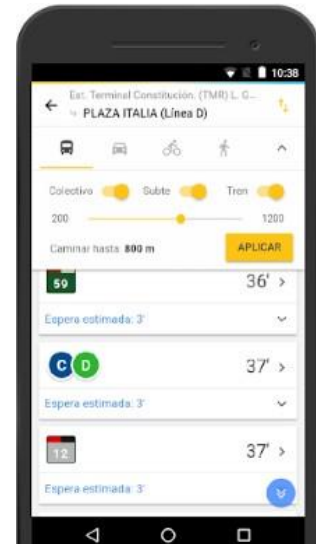 10:38
Est. Terminal Constitución. (TMR) L. G...
PLAZA ITALIA (Línea D)
Colectivo Subte Tren
200 1200
Caminar hasta: 800 m APLICAR
59 36'
Espera estimada: 3'
C D 37'
Espera estimada: 3'
12 37'
Espera estimada: 3'